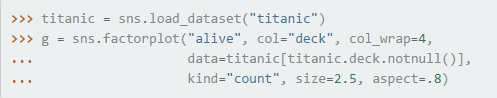 >>> titanic = sns.load_dataset("titanic")
>>> g = sns.factorplot("alive", col="deck", col_wrap=4,
...                    data=titanic[titanic.deck.notnull()],
...                    kind="count", size=2.5, aspect=.8)